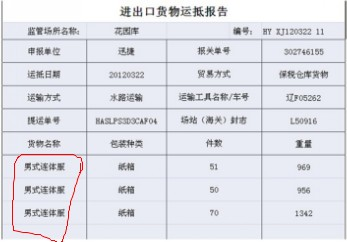 进出口货物运抵报告
监管场所名称: 花园库 编号: HY XJ120322 11
申报单位 迅捷 报关单号 302746155
运抵日期 20120322 贸易方式 保税仓库货物
运输方式 水路运输 运输工具名称/车号 辽F05262
提运单号 HASLPS3D3CAF04 场站（海关）封志 L50916
货物名称 包装种类 件数 重量
男式连体服 纸箱 51 969
男式连体服 纸箱 50 956
男式连体服 纸箱 70 1342